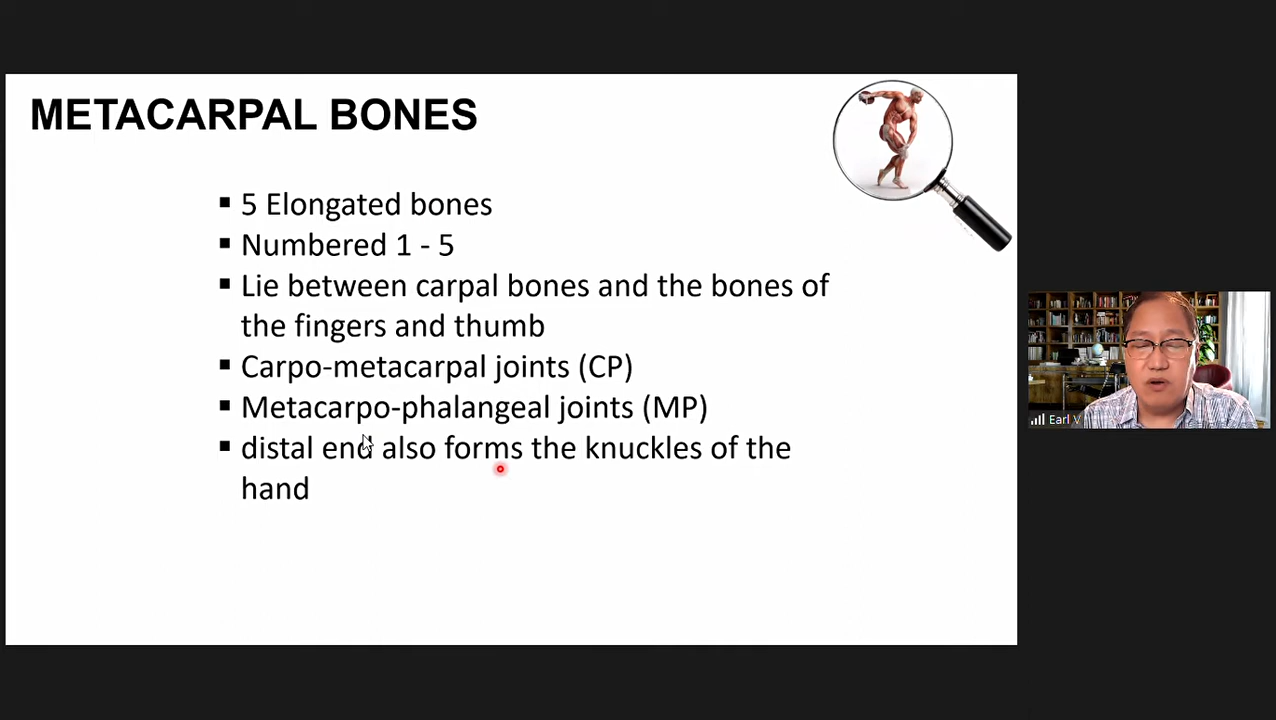 METACARPAL BONES
▪ 5 Elongated bones
▪ Numbered 1 - 5
▪ Lie between carpal bones and the bones of
the fingers and thumb
▪ Carpo-metacarpal joints (CP)
▪ Metacarpo-phalangeal joints (MP)
▪ distal end also forms the knuckles of the
hand
Earl V